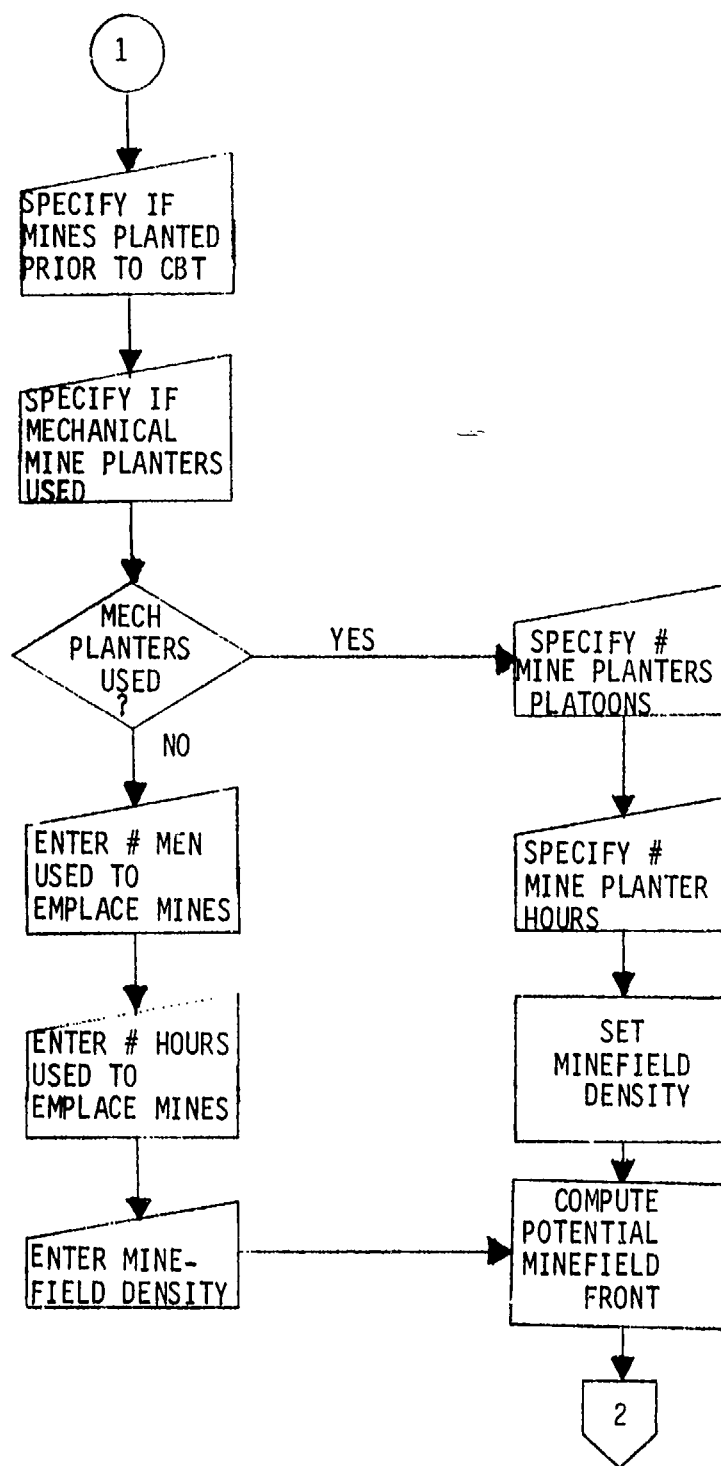 1
SPECIFY IF
MINES PLANTED
PRIOR TO CBT
SPECIFY IF
MECHANICAL
MINE PLANTERS
USED
MECH
PLANTERS
USED
?
YES
NO
SPECIFY #
MINE PLANTERS
PLATOONS
ENTER # MEN
USED TO
EMPLACE MINES
SPECIFY #
MINE PLANTER
HOURS
ENTER # HOURS
USED TO
EMPLACE MINES
SET
MINEFIELD
DENSITY
ENTER MINE-
FIELD DENSITY
COMPUTE
POTENTIAL
MINEFIELD
FRONT
2